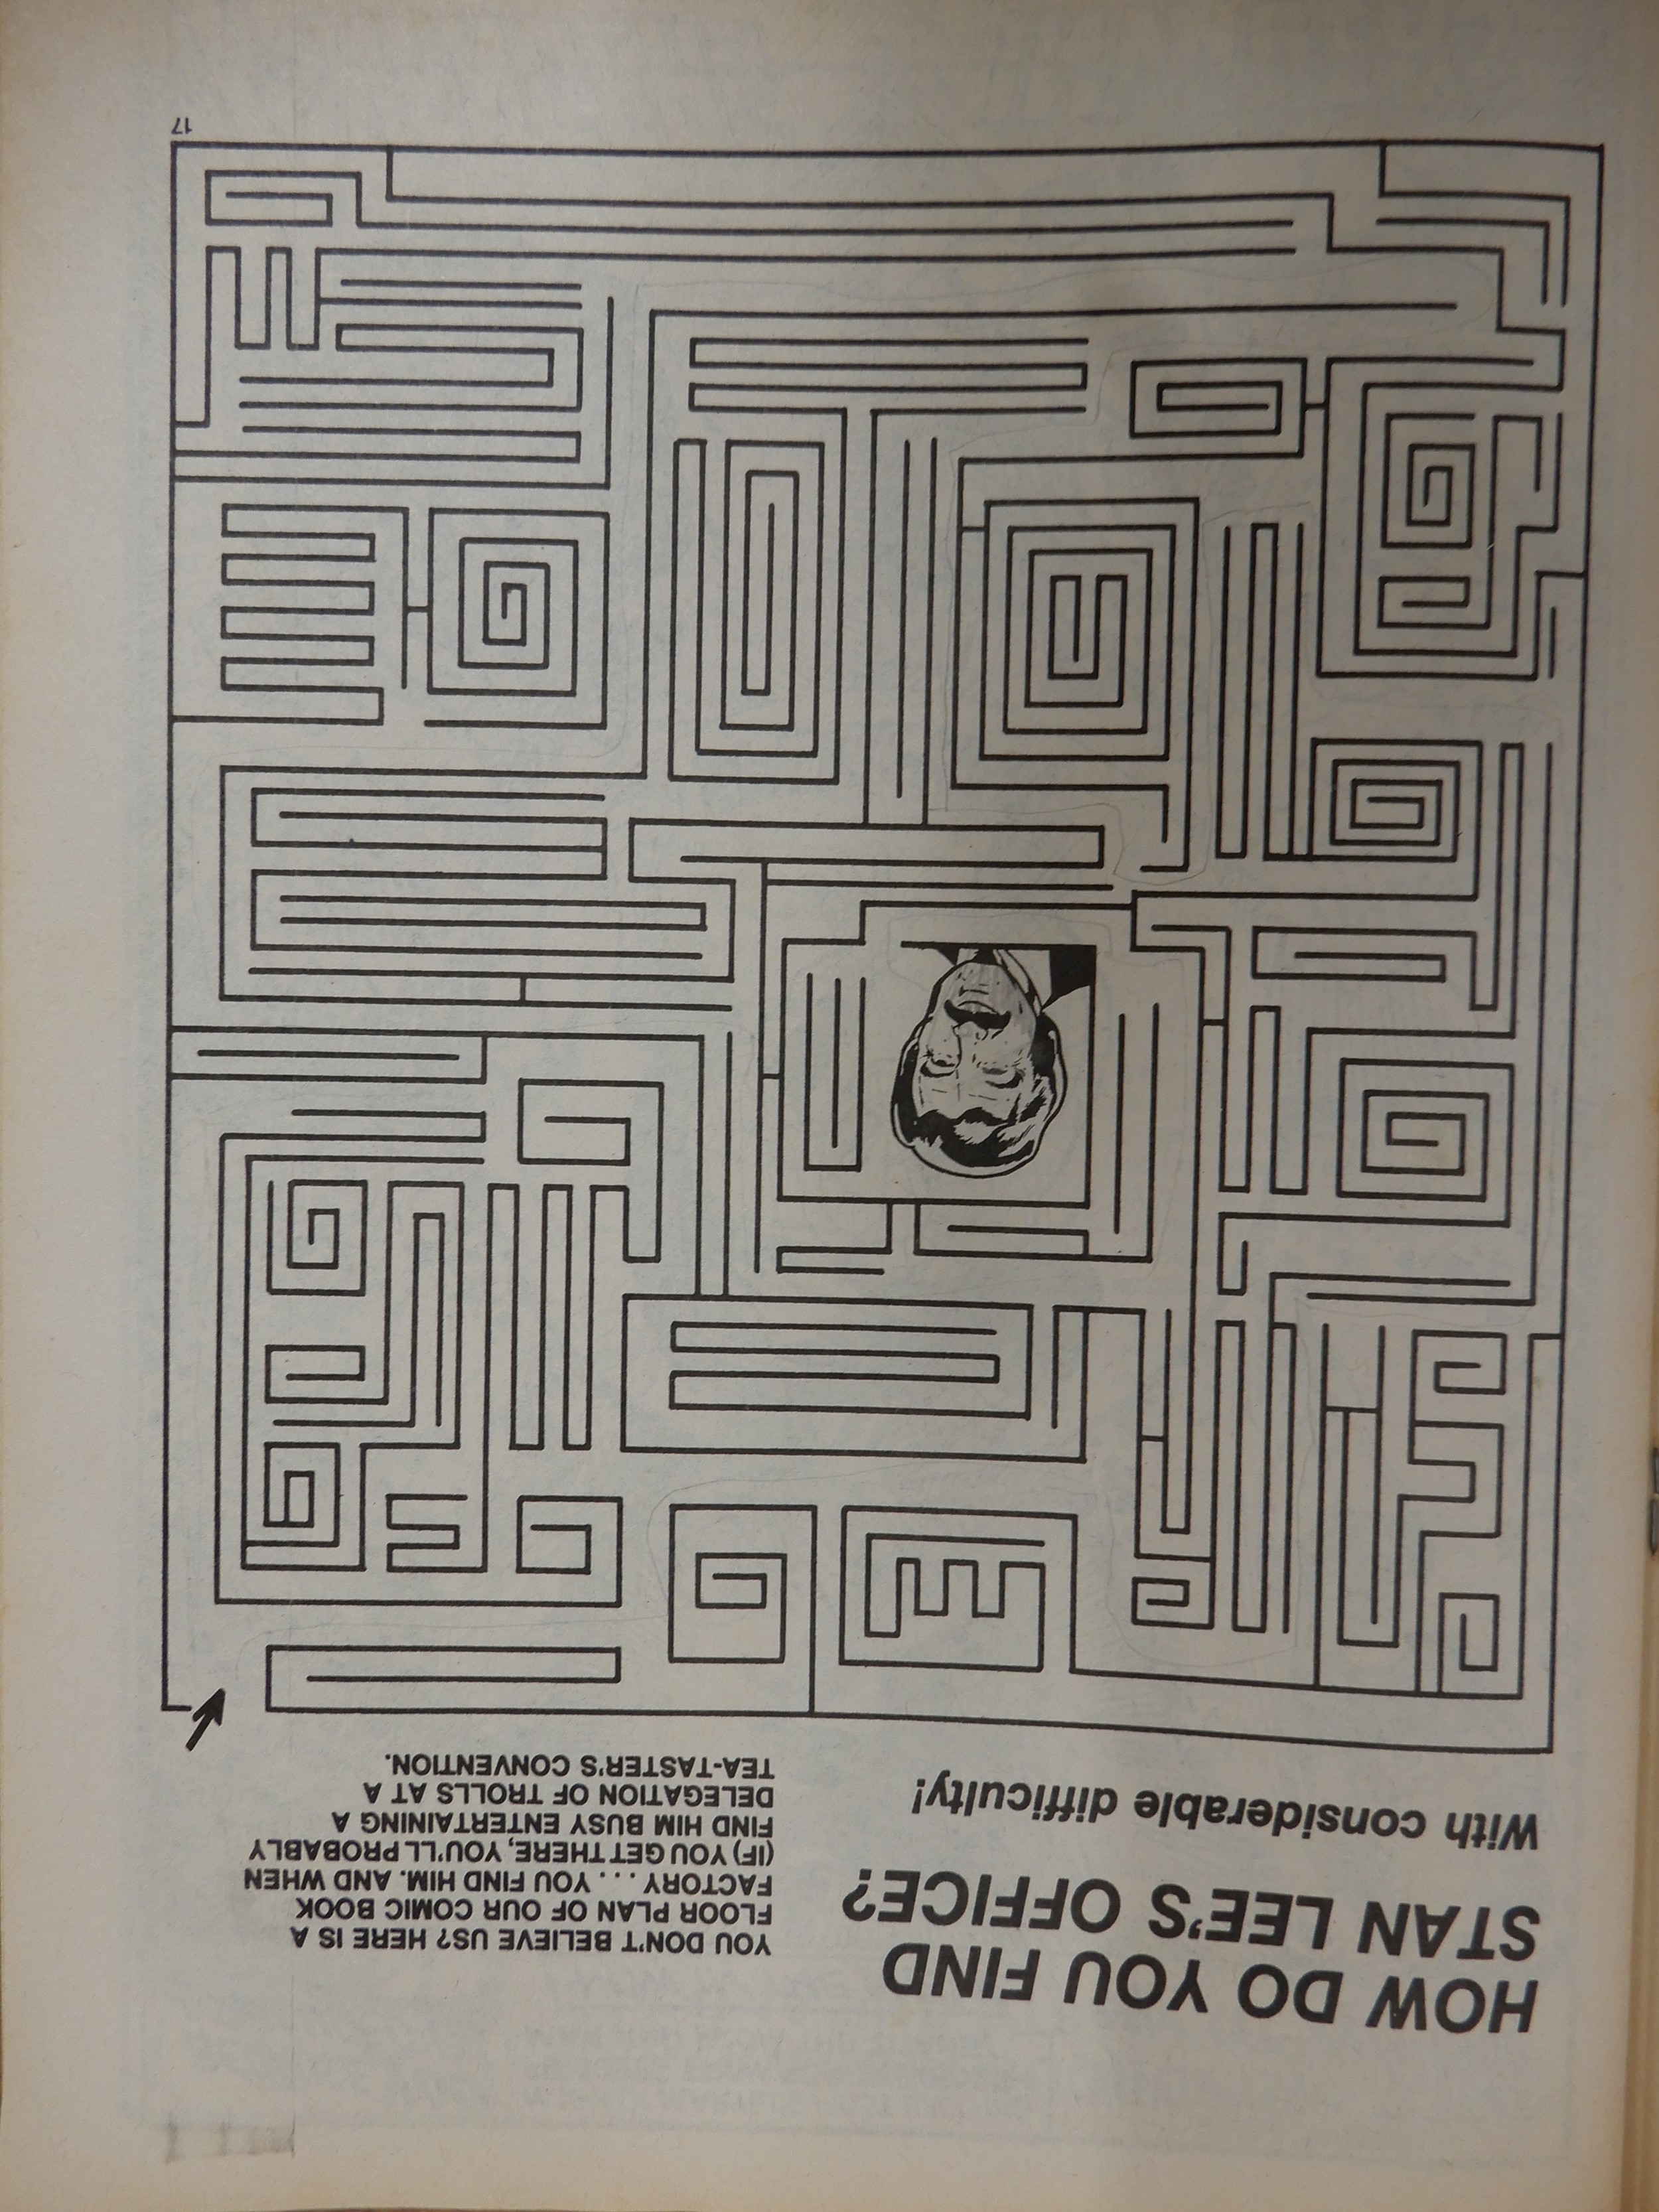 HOW DO YOU FIND
STAN LEE'S OFFICE?
With considerable difficulty!
YOU DON'T BELIEVE US? HERE IS A
FLOOR PLAN OF OUR COMIC BOOK
FACTORY . . . YOU FIND HIM. AND WHEN
(IF) YOU GET THERE, YOU'LL PROBABLY
FIND HIM BUSY ENTERTAINING A
DELEGATION OF TROLLS AT A
TEA-TASTER'S CONVENTION.
17